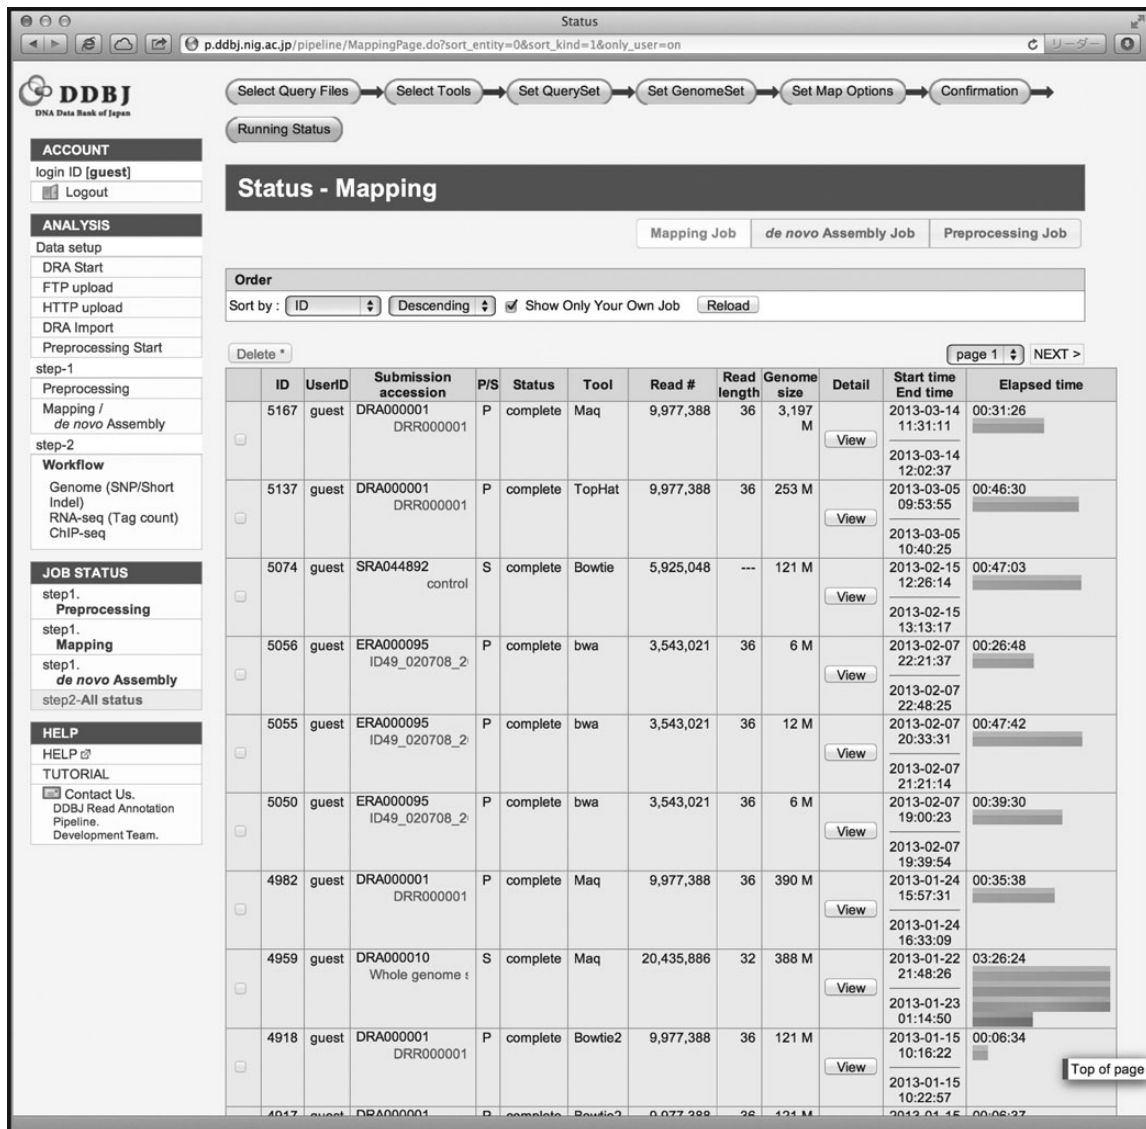 Status
p.ddbj.nig.ac.jp/pipeline/MappingPage.do?sort_entity=0&sort_kind=1&only_user=on
リーダー
DDBJ
DNA Data Bank of Japan
Select Query Files
Select Tools
Set QuerySet
Set GenomeSet
Set Map Options
Confirmation
Running Status
ACCOUNT
login ID [guest]
Logout
ANALYSIS
Data setup
DRA Start
FTP upload
HTTP upload
DRA Import
Preprocessing Start
step-1
Preprocessing
Mapping /
de novo Assembly
step-2
Workflow
Genome (SNP/Short
Indel)
RNA-seq (Tag count)
ChIP-seq
JOB STATUS
step1.
Preprocessing
step1.
Mapping
step1.
de novo Assembly
step2-All status
HELP
HELP
TUTORIAL
Contact Us.
DDBJ Read Annotation
Pipeline.
Development Team.
Status - Mapping
Mapping Job de novo Assembly Job Preprocessing Job
Order
Sort by : ID Descending Show Only Your Own Job Reload
Delete * page 1 NEXT >
ID UserID Submission accession P/S Status Tool Read # Read length Genome size Detail Start time End time Elapsed time
5167 guest DRA000001 P complete Maq 9,977,388 36 3,197 M 2013-03-14 00:31:26
DRR000001 11:31:11
View
2013-03-14
12:02:37
5137 guest DRA000001 P complete TopHat 9,977,388 36 253 M 2013-03-05 00:46:30
DRR000001 09:53:55
View
2013-03-05
10:40:25
5074 guest SRA044892 S complete Bowtie 5,925,048 --- 121 M 2013-02-15 00:47:03
control 12:26:14
View
2013-02-15
13:13:17
5056 guest ERA000095 P complete bwa 3,543,021 36 6 M 2013-02-07 00:26:48
ID49_020708_2 22:21:37
View
2013-02-07
22:48:25
5055 guest ERA000095 P complete bwa 3,543,021 36 12 M 2013-02-07 00:47:42
ID49_020708_2 20:33:31
View
2013-02-07
21:21:14
5050 guest ERA000095 P complete bwa 3,543,021 36 6 M 2013-02-07 00:39:30
ID49_020708_2 19:00:23
View
2013-02-07
19:39:54
4982 guest DRA000001 P complete Maq 9,977,388 36 390 M 2013-01-24 00:35:38
DRR000001 15:57:31
View
2013-01-24
16:33:09
4959 guest DRA000010 S complete Maq 20,435,886 32 388 M 2013-01-22 03:26:24
Whole genome s 21:48:26
View
2013-01-23
01:14:50
4918 guest DRA000001 P complete Bowtie2 9,977,388 36 121 M 2013-01-15 00:06:34
DRR000001 10:16:22
View
2013-01-15
10:22:57
Top of page
4917 guest DRA000001 P complete Bowtie2 9,977,388 36 121 M 2013-01-15 00:06:37